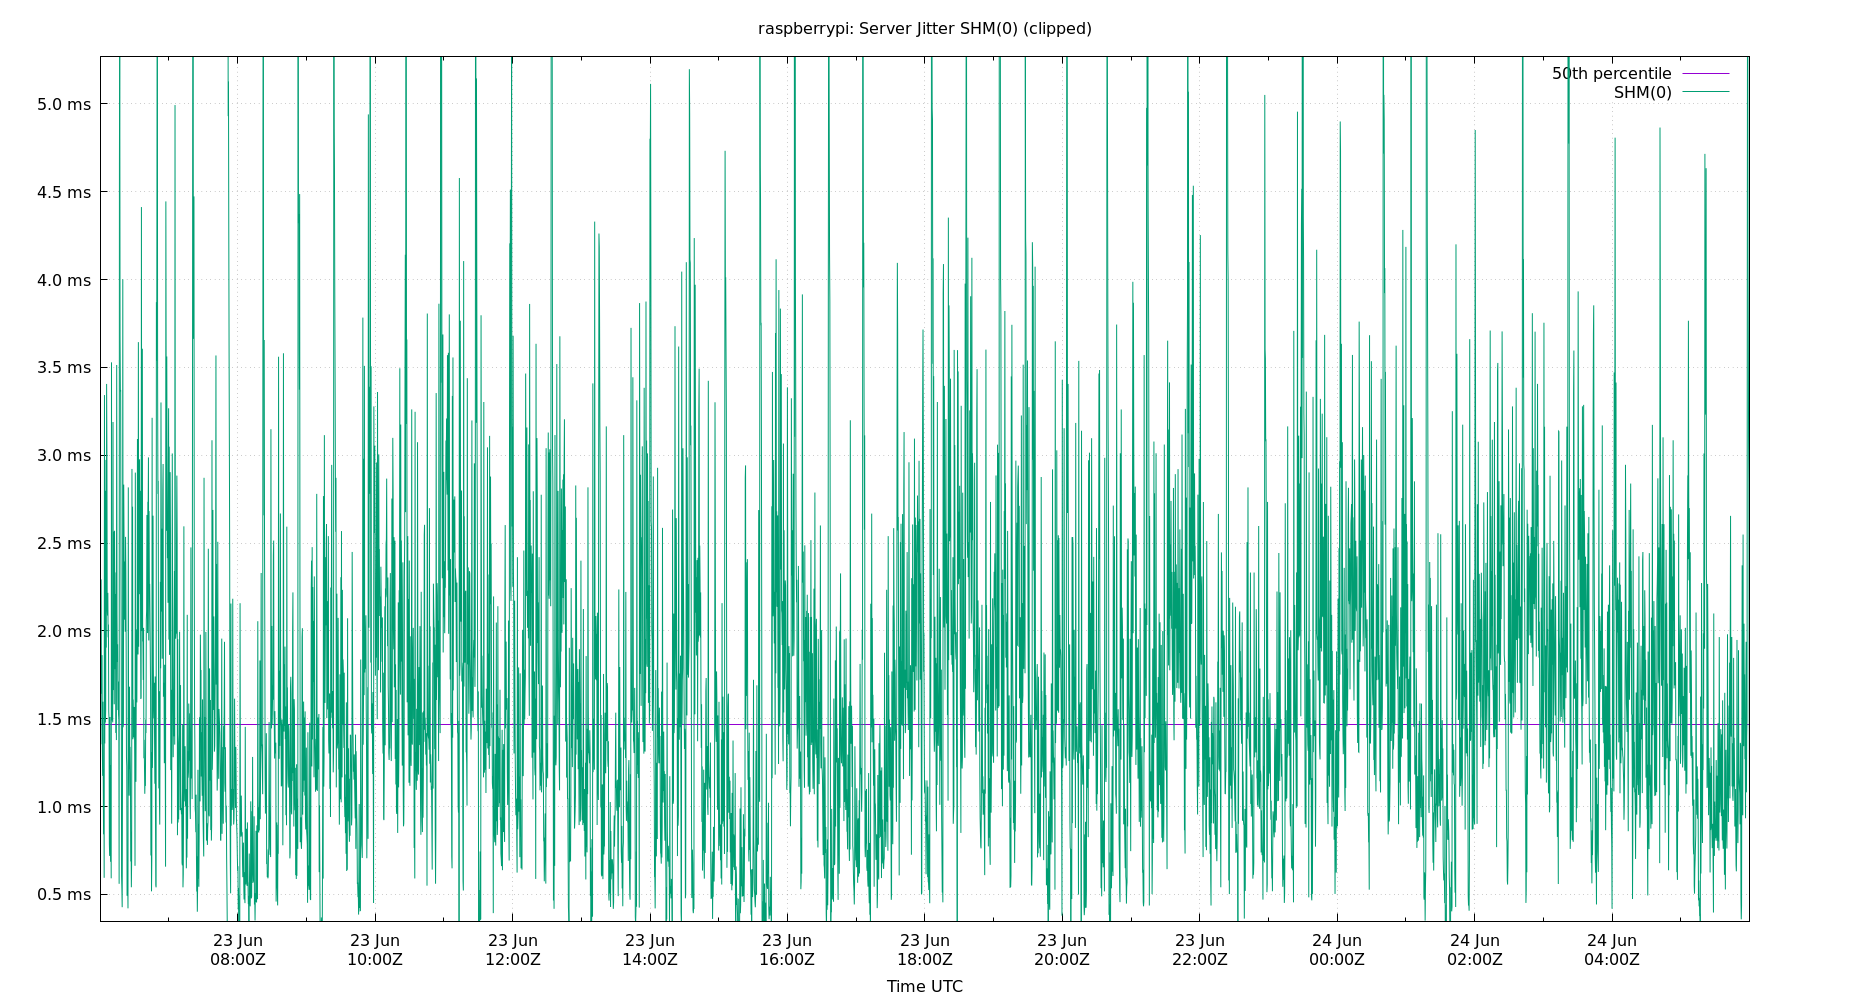 raspberrypi: Server Jitter SHM(0) (clipped)
50th percentile
SHM(0)
5.0 ms
4.5 ms
4.0 ms
3.5 ms
3.0 ms
2.5 ms
2.0 ms
1.5 ms
1.0 ms
0.5 ms
23 Jun 23 Jun 23 Jun 23 Jun 23 Jun 23 Jun 23 Jun 23 Jun 24 Jun 24 Jun 24 Jun
08:00Z 10:00Z 12:00Z 14:00Z 16:00Z 18:00Z 20:00Z 22:00Z 00:00Z 02:00Z 04:00Z
Time UTC